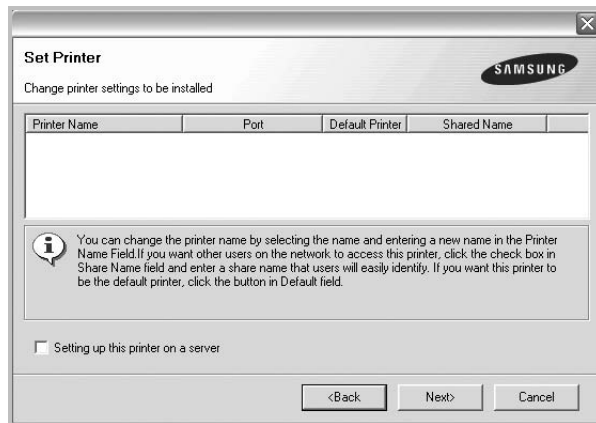 Set Printer
SAMSUNG
Change printer settings to be installed
Printer Name Port Default Printer Shared Name
You can change the printer name by selecting the name and entering a new name in the Printer
Name Field.If you want other users on the network to access this printer, click the check box in
Share Name field and enter a share name that users will easily identify. If you want this printer to
be the default printer, click the button in Default field.
Setting up this printer on a server
<Back Next> Cancel